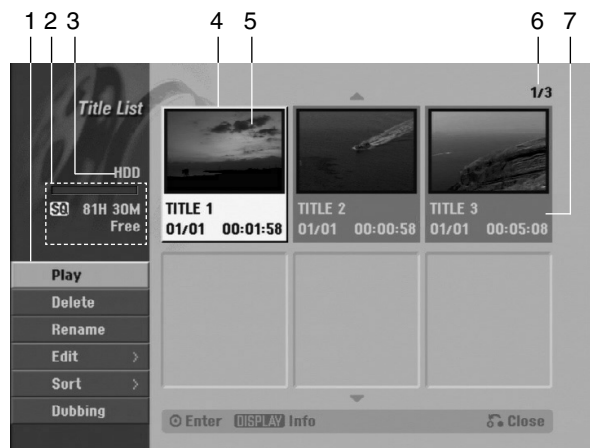 1 2 3 4 5 6 7
1/3
Title List
HDD
SQ 81H 30M
Free
TITLE 1
01/01 00:01:58
TITLE 2
01/01 00:00:58
TITLE 3
01/01 00:05:08
Play
Delete
Rename
Edit >
Sort >
Dubbing
Enter DISPLAY Info Close